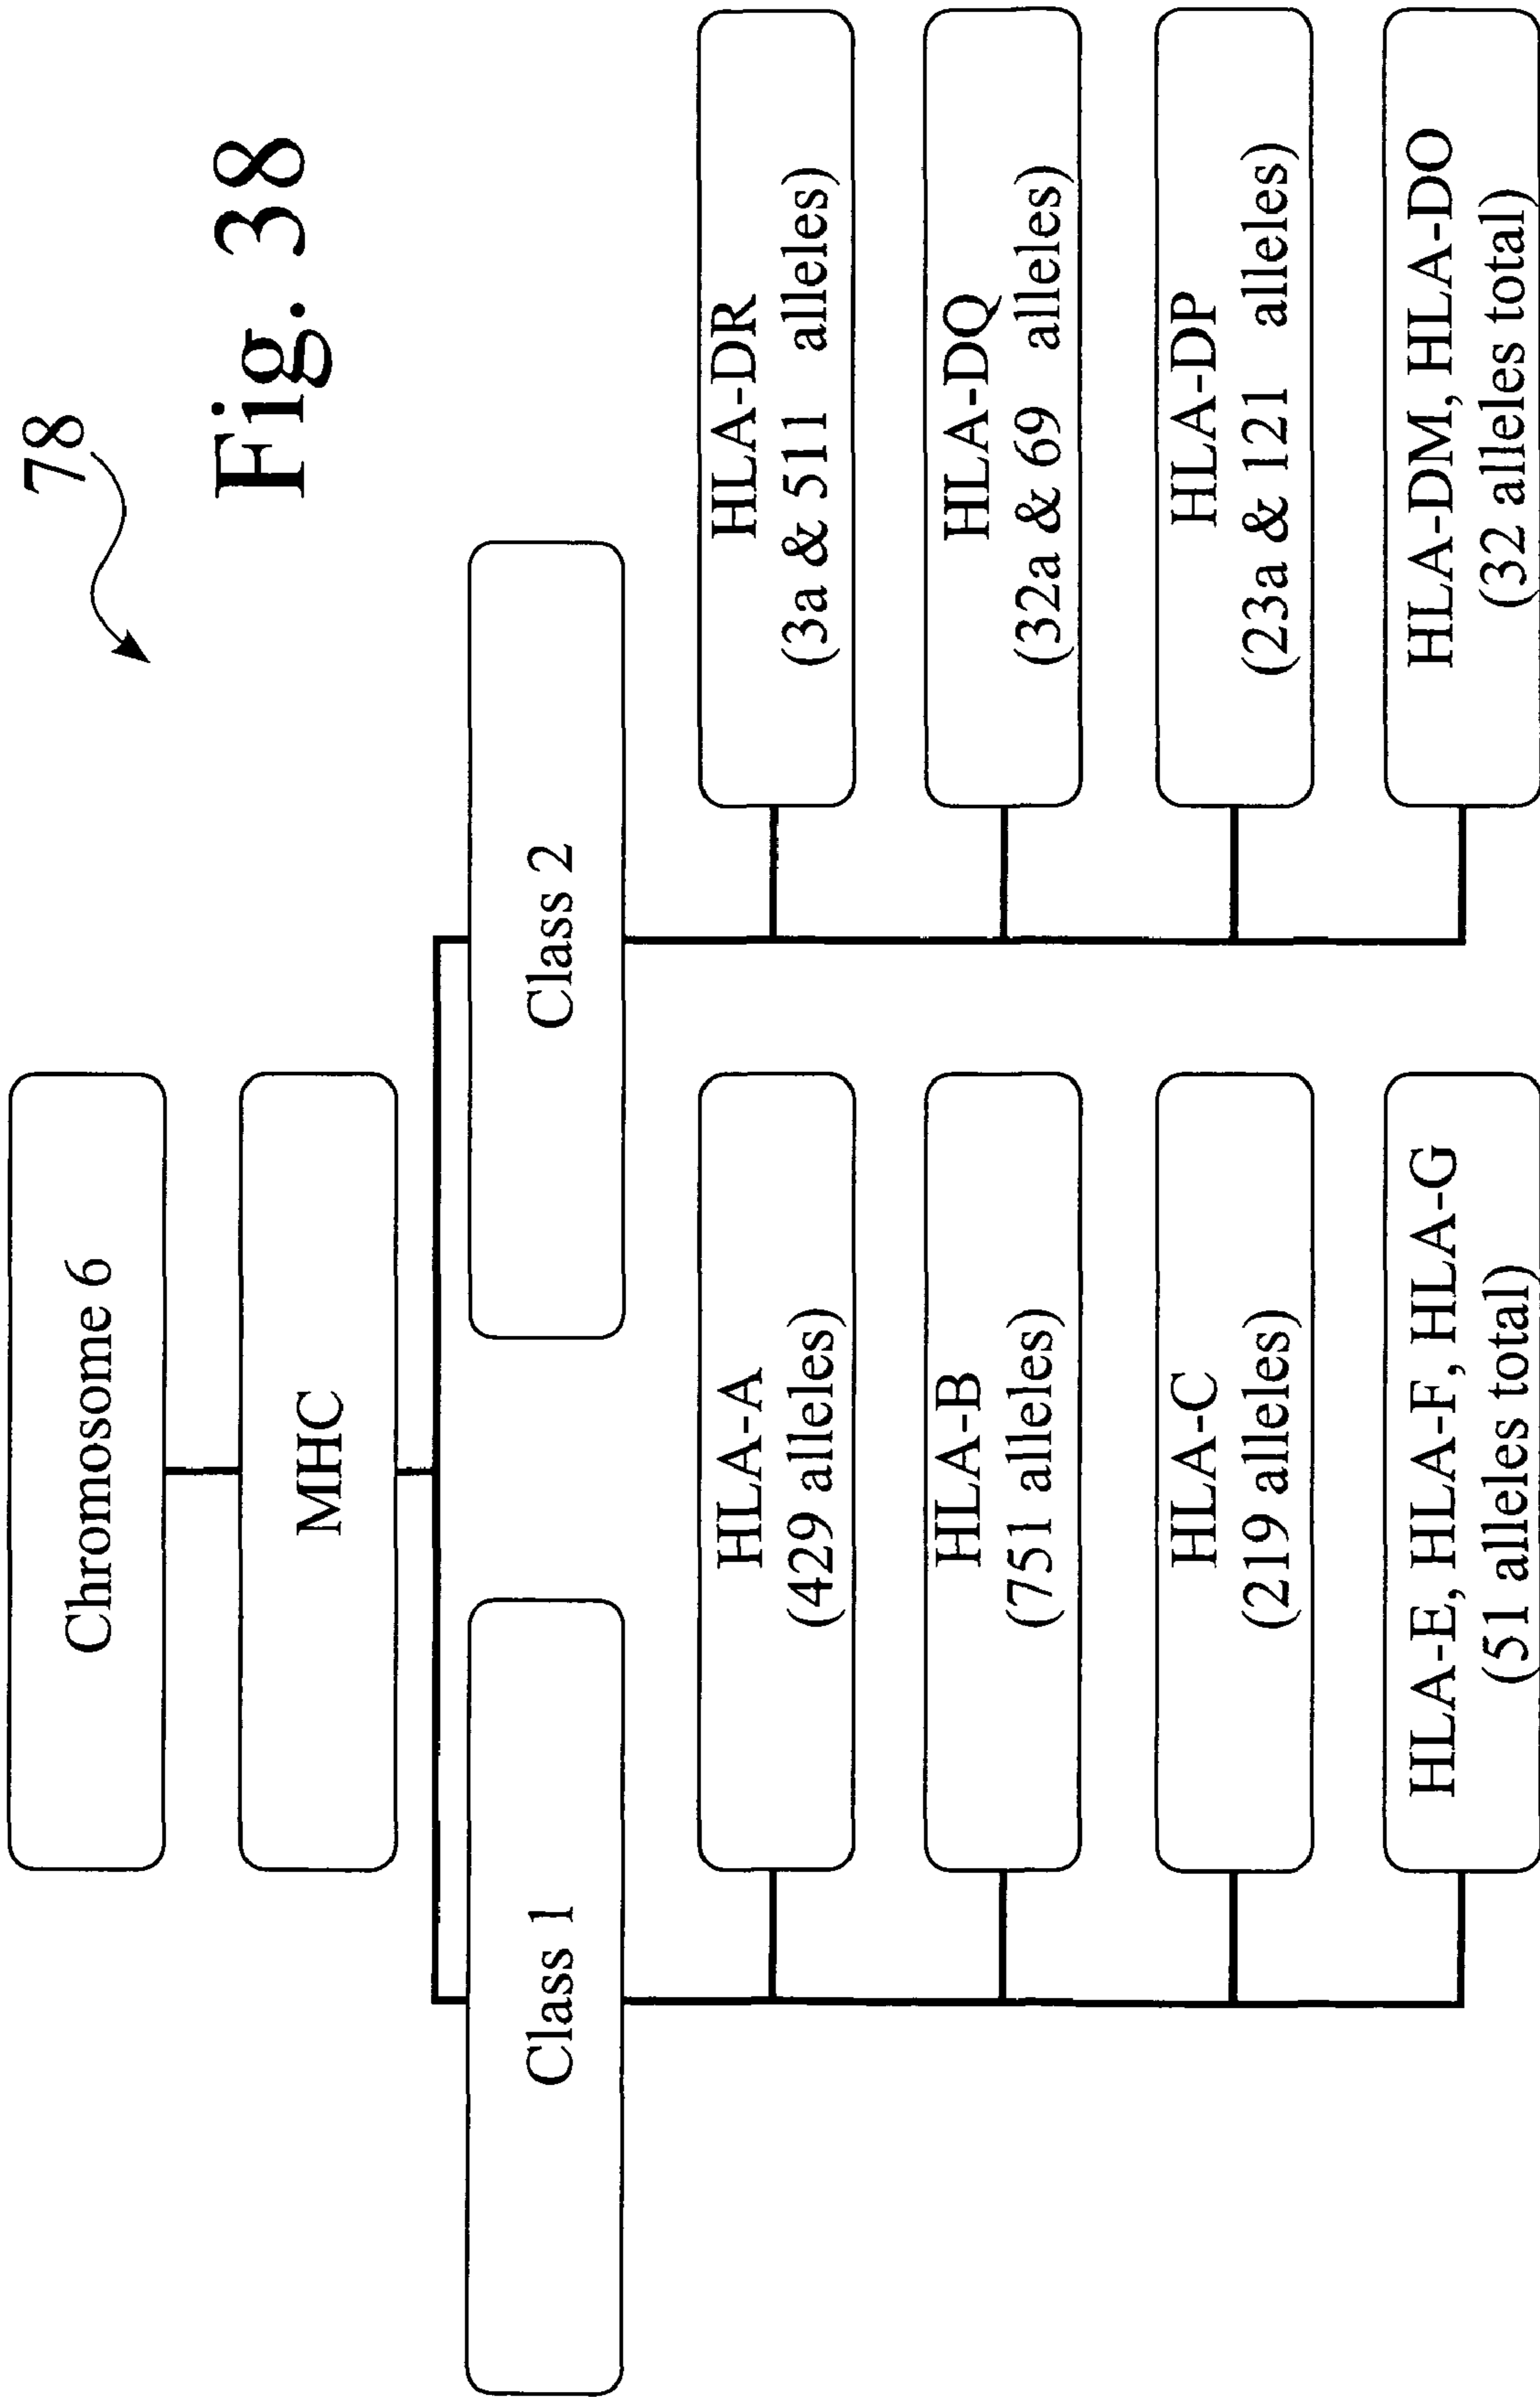 78
Fig. 38
Chromosome 6
MHC
Class 1
Class 2
HLA-A
(429 alleles)
HLA-B
(751 alleles)
HLA-C
(219 alleles)
HLA-E, HLA-F, HLA-G
(51 alleles total)
HLA-DR
(3a & 511 alleles)
HLA-DQ
(32a & 69 alleles)
HLA-DP
(23a & 121 alleles)
HLA-DM, HLA-DO
(32 alleles total)